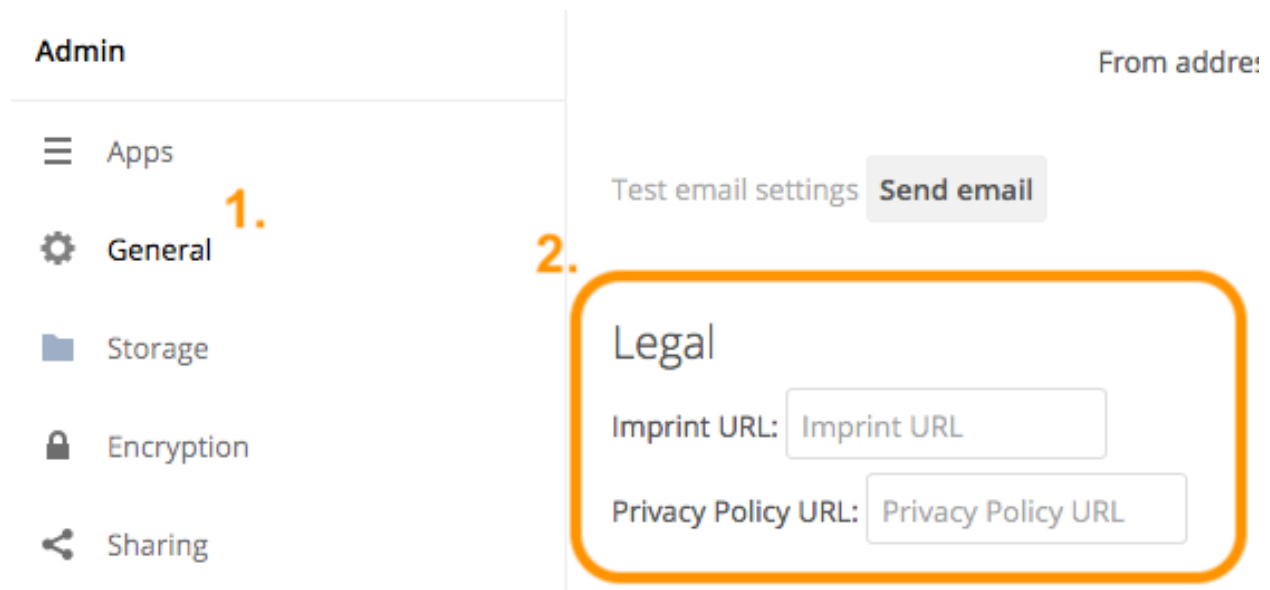 Admin
Apps
1.
General
Storage
Encryption
Sharing
From addres
Test email settings Send email
2.
Legal
Imprint URL: Imprint URL
Privacy Policy URL: Privacy Policy URL